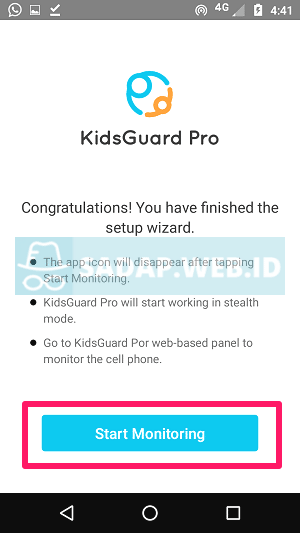 4G 4:41
KidsGuard Pro
Congratulations! You have finished the
setup wizard.
The app icon will disappear after tapping
Start Monitoring.
SADAP.WEB.ID
KidsGuard Pro will start working in stealth
mode.
Go to KidsGuard Por web-based panel to
monitor the cell phone.
Start Monitoring